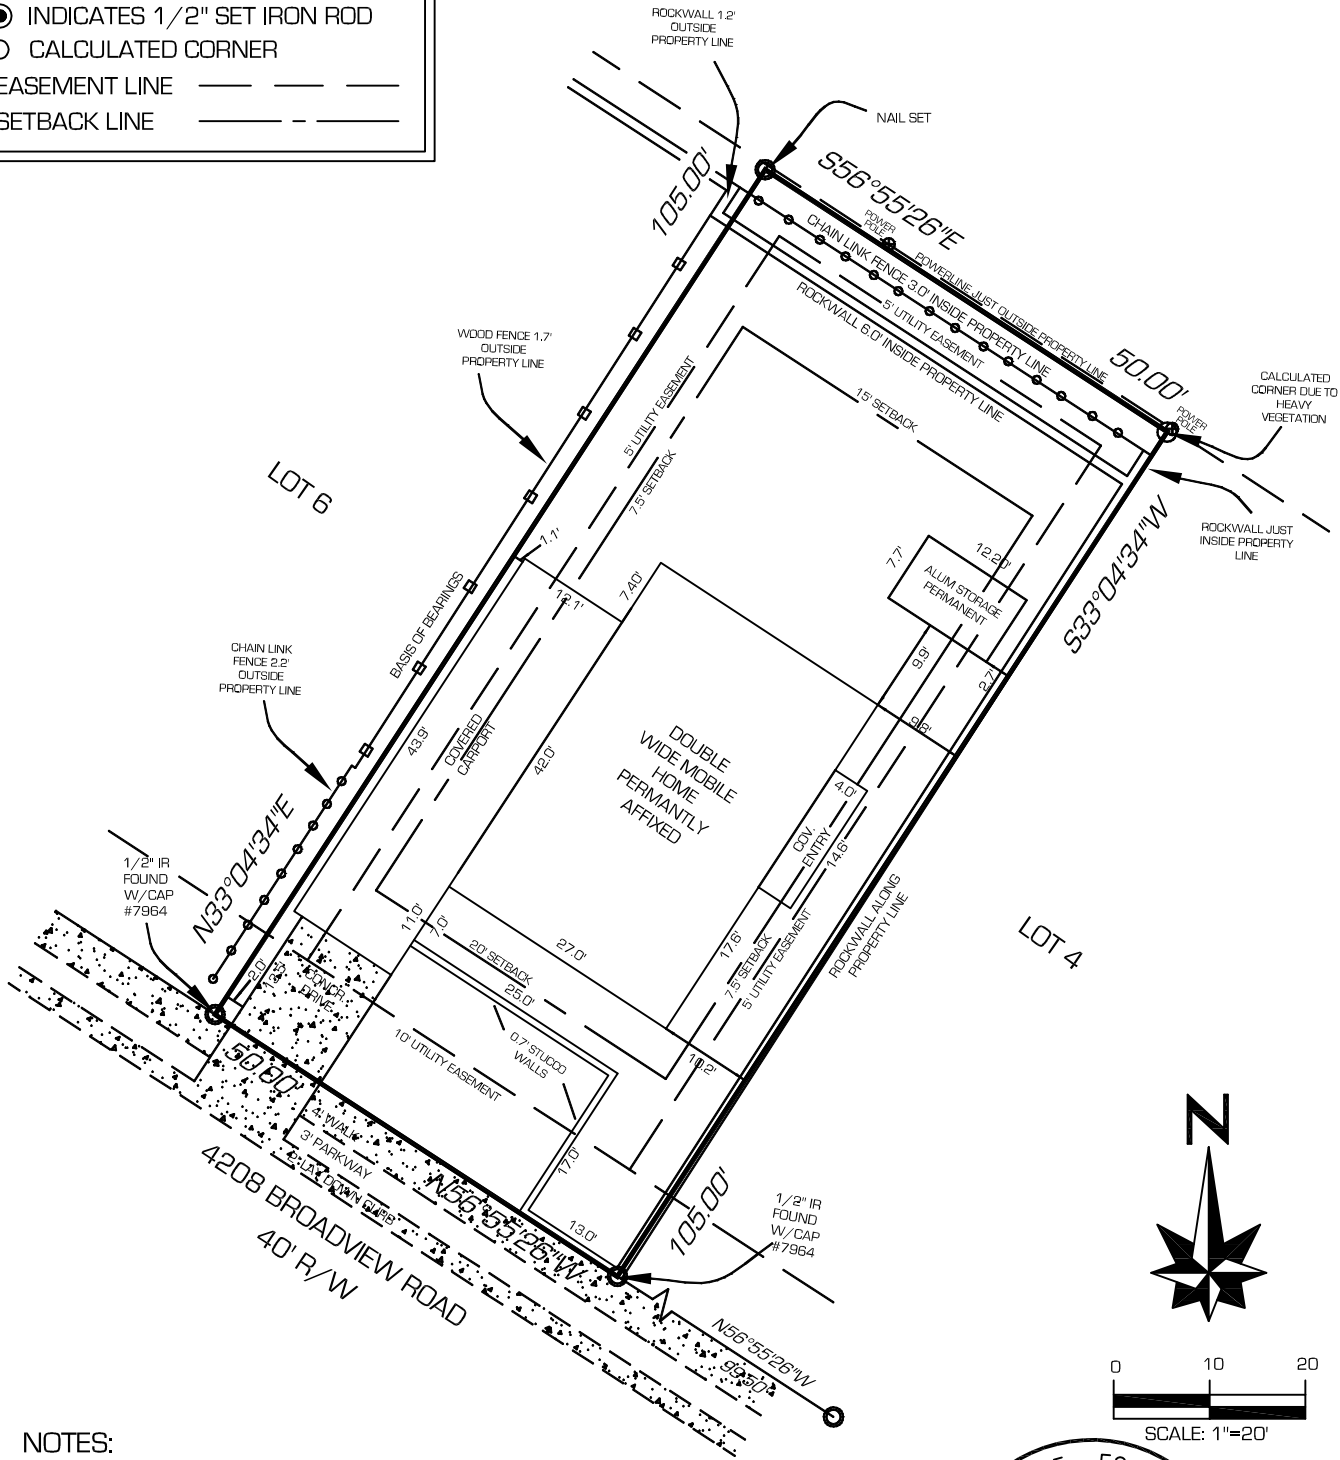 INDICATES 1/2" SET IRON ROD
CALCULATED CORNER
EASEMENT LINE
SETBACK LINE
ROCKWALL 1.2'
OUTSIDE
PROPERTY LINE
NAIL SET
105.00'
S56°55'26"E
POWER
POLE
CHAIN LINK FENCE 3.0' INSIDE PROPERTY LINE
POWERLINE JUST OUTSIDE PROPERTY LINE
5' UTILITY EASEMENT
ROCKWALL 6.0' INSIDE PROPERTY LINE
50.00'
POWER
POLE
CALCULATED
CORNER DUE TO
HEAVY
VEGETATION
WOOD FENCE 1.7'
OUTSIDE
PROPERTY LINE
5' UTILITY EASEMENT
7.5' SETBACK
15' SETBACK
LOT 6
ROCKWALL JUST
INSIDE PROPERTY
LINE
S33°04'34"W
1.1'
12.1'
7.40'
7.7'
12.20'
ALUM STORAGE
PERMANENT
BASIS OF BEARINGS
9.9'
2.7'
9.8'
CHAIN LINK
FENCE 2.2'
OUTSIDE
PROPERTY LINE
43.9'
COVERED
CARPORT
42.0'
DOUBLE
WIDE MOBILE
HOME
PERMANTLY
AFFIXED
4.0'
COV.
ENTRY
14.6'
N33°04'34"E
1/2" IR
FOUND
W/CAP
#7964
11.0'
7.0'
20' SETBACK
27.0'
25.0'
17.6'
7.5' SETBACK
5' UTILITY EASEMENT
ROCKWALL ALONG
PROPERTY LINE
LOT 4
2.0'
13.5'
CONCR.
DRIVE
10' UTILITY EASEMENT
0.7' STUCCO
WALLS
10.2'
50.00'
4' WALK
3' PARKWAY
2' LAY DOWN CURB
17.0'
13.0'
N56°55'26"W
105.00'
1/2" IR
FOUND
W/CAP
#7964
4208 BROADVIEW ROAD
40' R/W
N56°55'26"W
99.50'
N
0 10 20
SCALE: 1"=20'
NOTES: